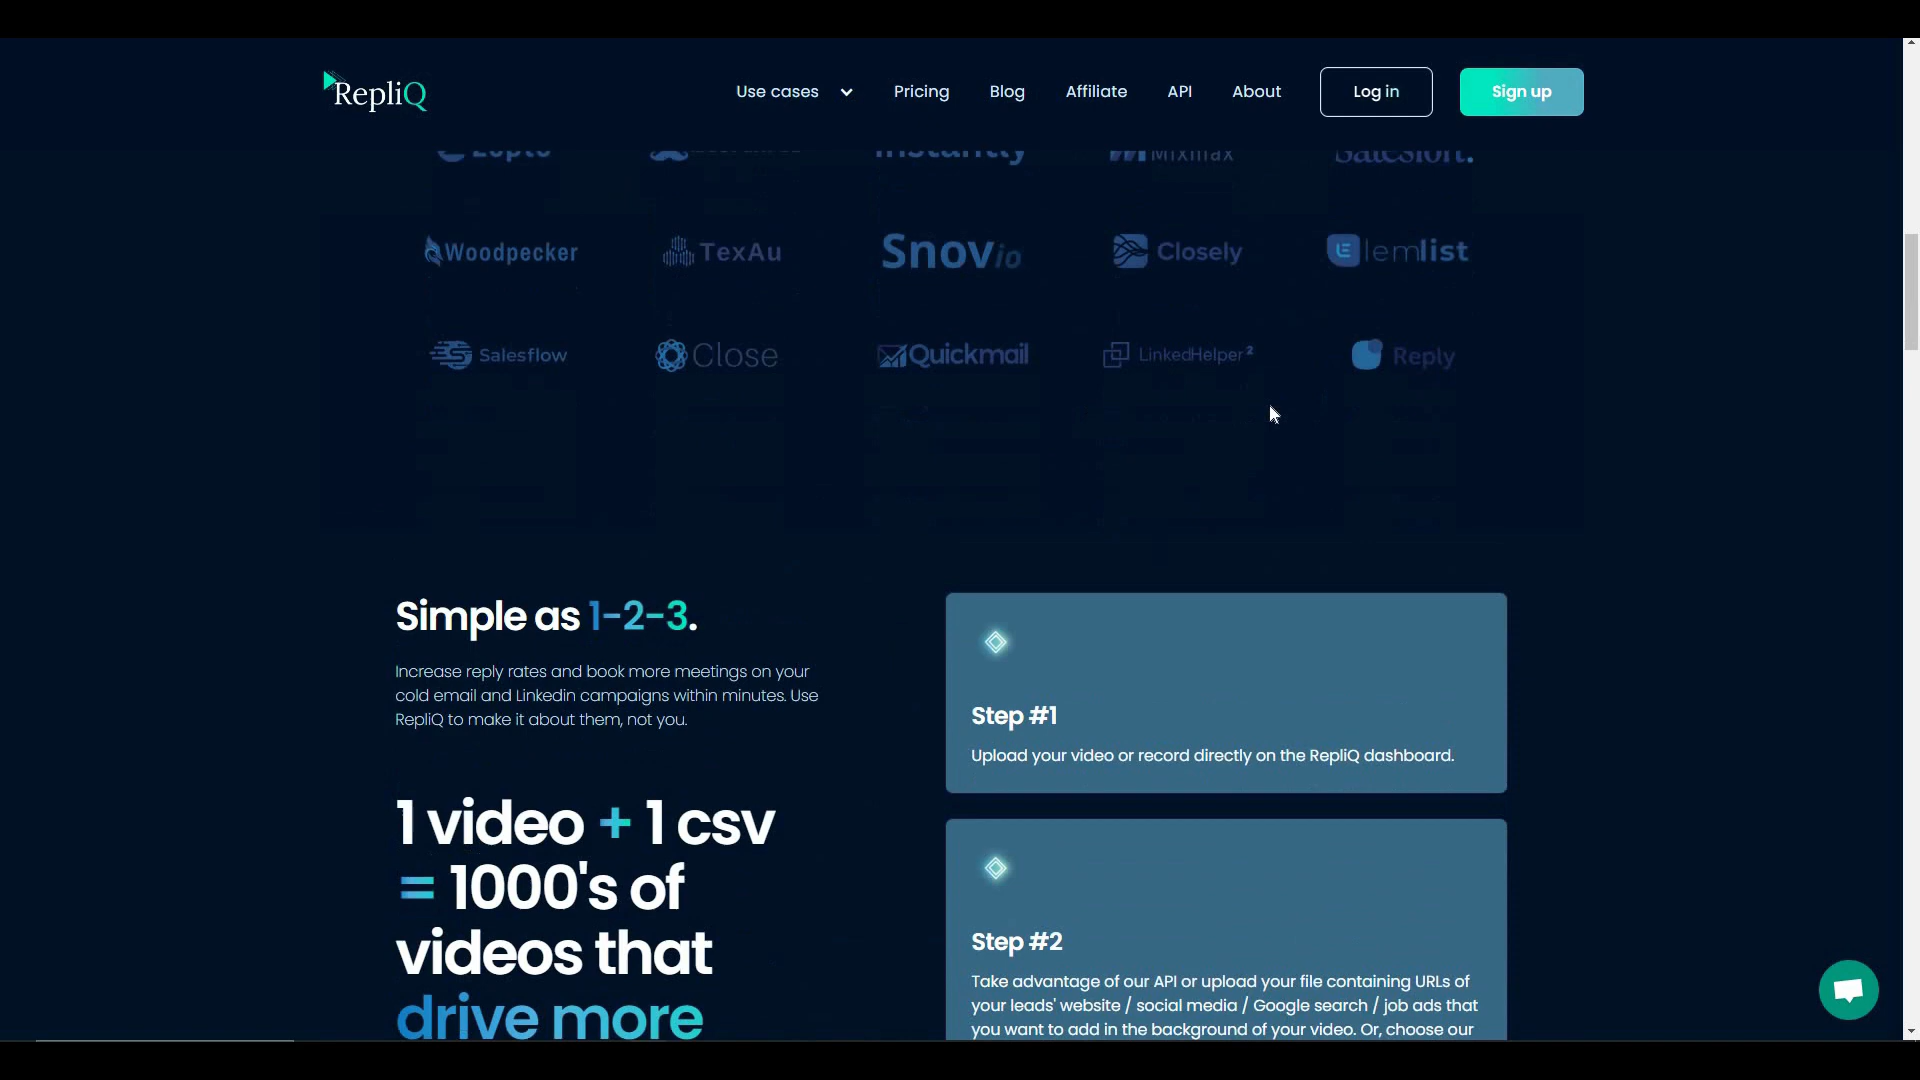 RepliQ
Use cases Pricing Blog Affiliate API About Log in Sign up
Instantly Mixmax Salesforge.
Woodpecker TexAu Snovio Closely lemlist
Salesflow Close Quickmail LinkedHelper² Reply
Simple as 1-2-3.
Increase reply rates and book more meetings on your
cold email and Linkedin campaigns within minutes. Use
RepliQ to make it about them, not you.
1 video + 1 csv
= 1000's of
videos that
drive more
Step #1
Upload your video or record directly on the RepliQ dashboard.
Step #2
Take advantage of our API or upload your file containing URLs of
your leads' website / social media / Google search / job ads that
you want to add in the background of your video. Or, choose our